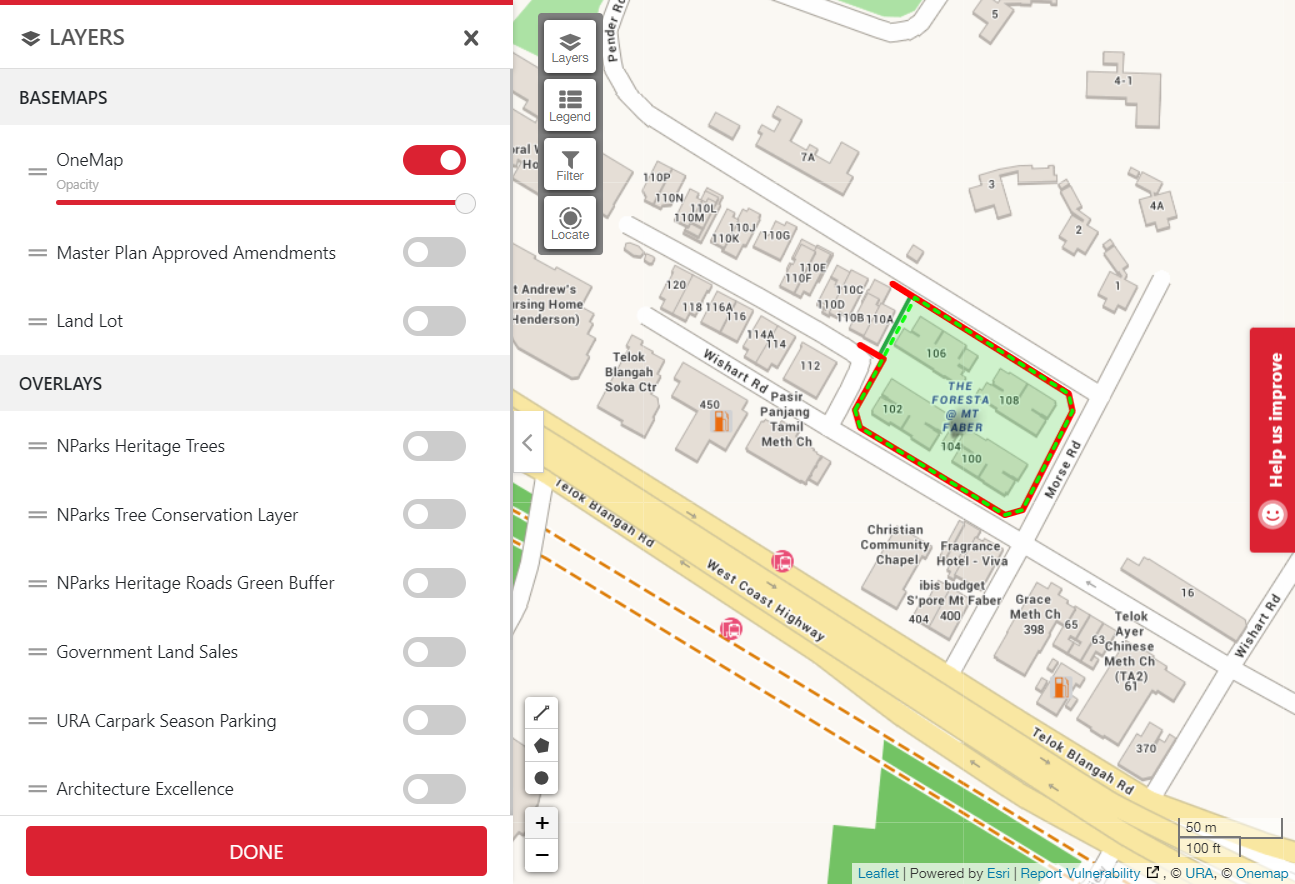 LAYERS
BASEMAPS
OneMap
Opacity
Master Plan Approved Amendments
Land Lot
OVERLAYS
NParks Heritage Trees
NParks Tree Conservation Layer
NParks Heritage Roads Green Buffer
Government Land Sales
URA Carpark Season Parking
Architecture Excellence
DONE
Layers
Legend
Filter
Locate
Pender Rd
5
4-1
7A
3
4A
2
1
110P
110N
110L
110M
110J
110K
110G
110E
110F
110C
110D
110B
110A
120
118
116A
116
114A
114
112
t Andrew's
ursing Home
Henderson)
Telok
Blangah
Soka Ctr
Wishart Rd
450
Pasir
Panjang
Tamil
Meth Ch
106
108
102
104
100
THE
FORESTA
@ MT
FABER
Morse Rd
Telok Blangah Rd
West Coast Highway
Christian
Community
Chapel
Fragrance
Hotel - Viva
ibis budget
S'pore Mt Faber
404
400
Grace
Meth Ch
398
65
63
Telok
Ayer
Chinese
Meth Ch
(TA2)
61
16
Wishart Rd
370
Telok Blangah Rd
Help us improve
+
−
50 m
100 ft
Leaflet | Powered by Esri | Report Vulnerability , © URA, © Onemap